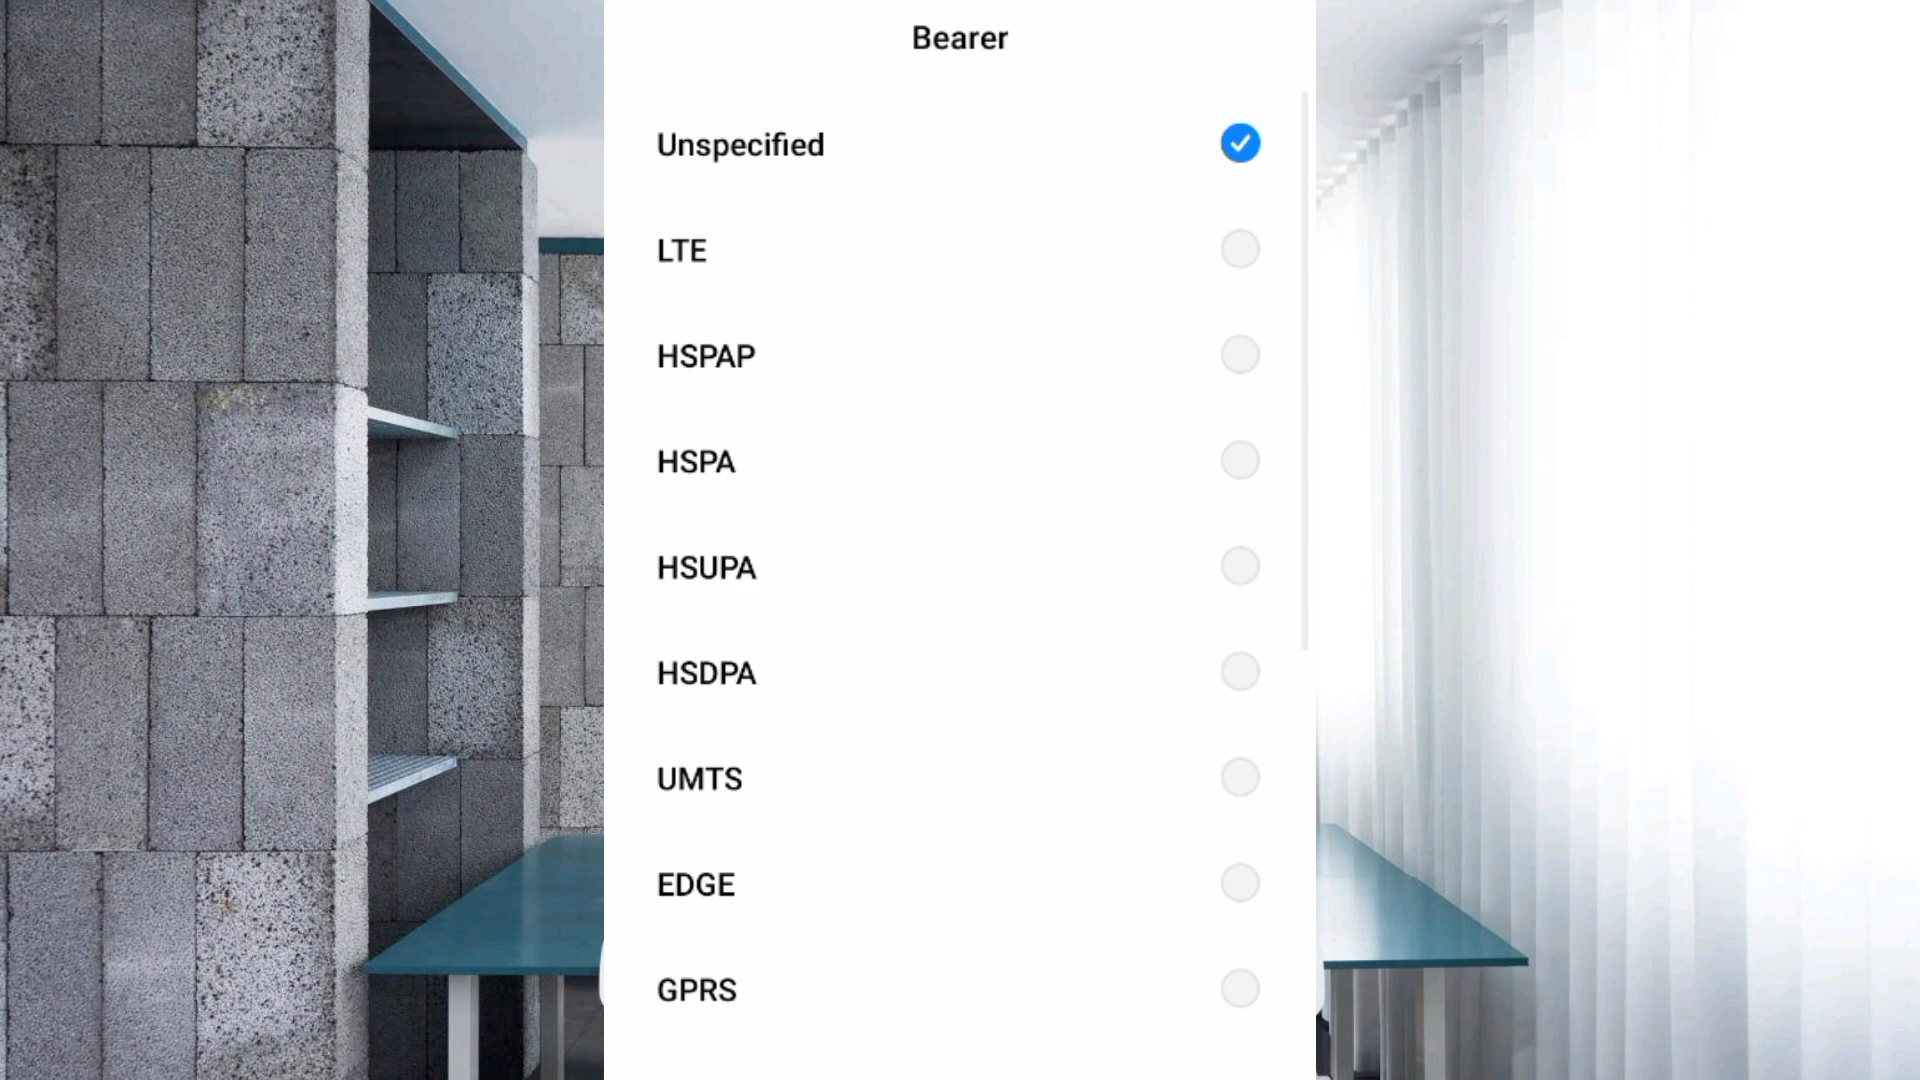 Bearer
Unspecified
LTE
HSPAP
HSPA
HSUPA
HSDPA
UMTS
EDGE
GPRS